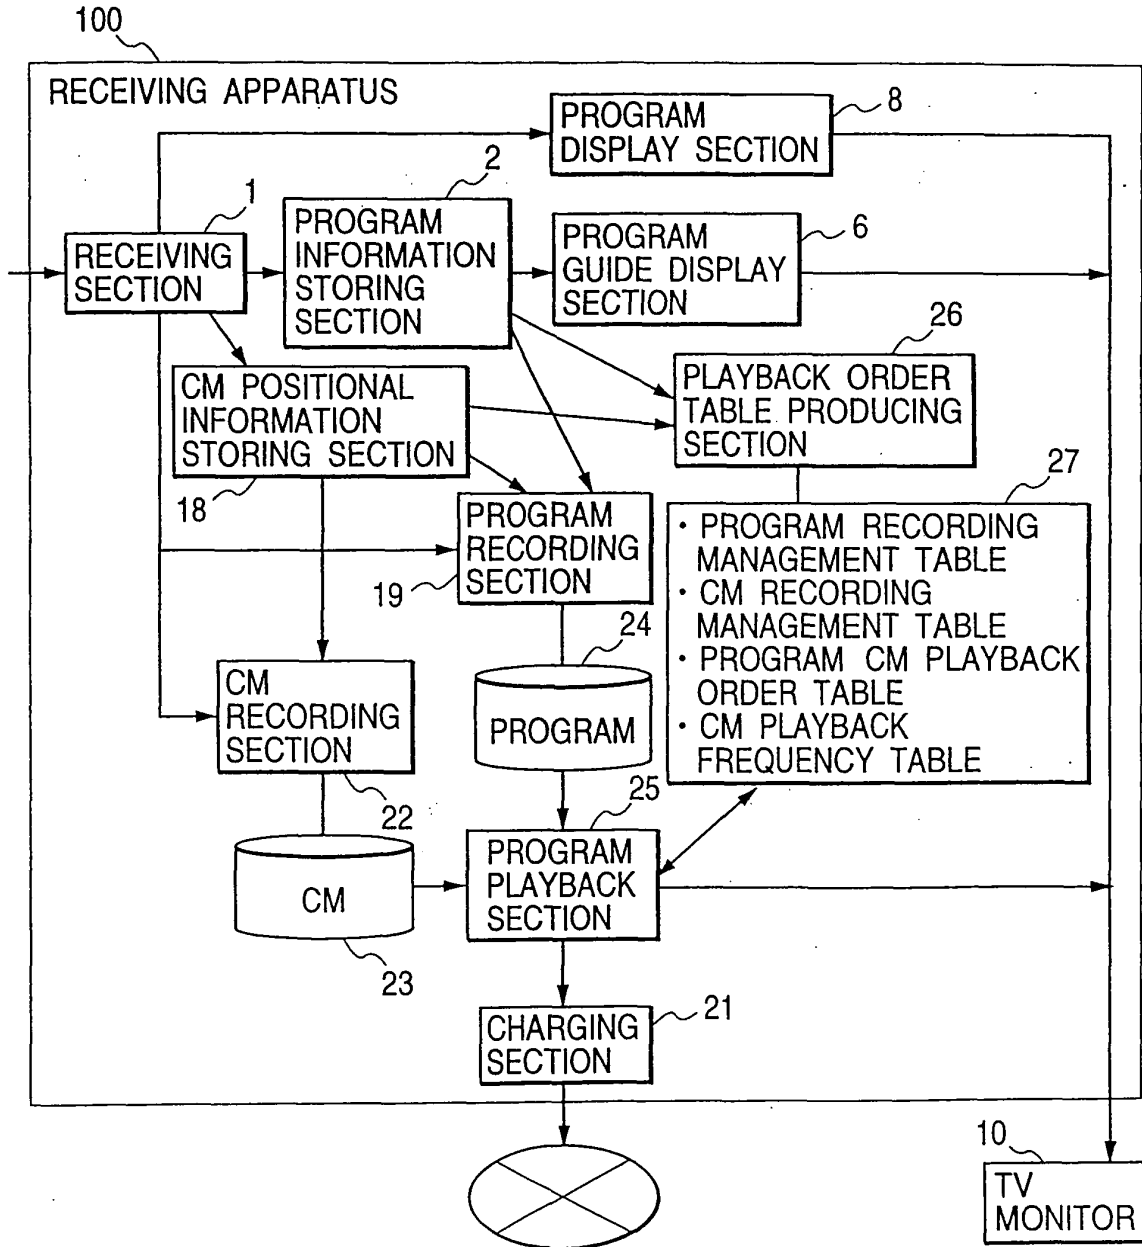 100
RECEIVING APPARATUS
PROGRAM
DISPLAY SECTION
8
1
RECEIVING
SECTION
2
PROGRAM
INFORMATION
STORING
SECTION
PROGRAM
GUIDE DISPLAY
SECTION
6
CM POSITIONAL
INFORMATION
STORING SECTION
18
26
PLAYBACK ORDER
TABLE PRODUCING
SECTION
PROGRAM
RECORDING
SECTION
19
27
・ PROGRAM RECORDING
MANAGEMENT TABLE
・ CM RECORDING
MANAGEMENT TABLE
・ PROGRAM CM PLAYBACK
ORDER TABLE
・ CM PLAYBACK
FREQUENCY TABLE
24
PROGRAM
CM
RECORDING
SECTION
22
CM
23
25
PROGRAM
PLAYBACK
SECTION
CHARGING
SECTION
21
10
TV
MONITOR